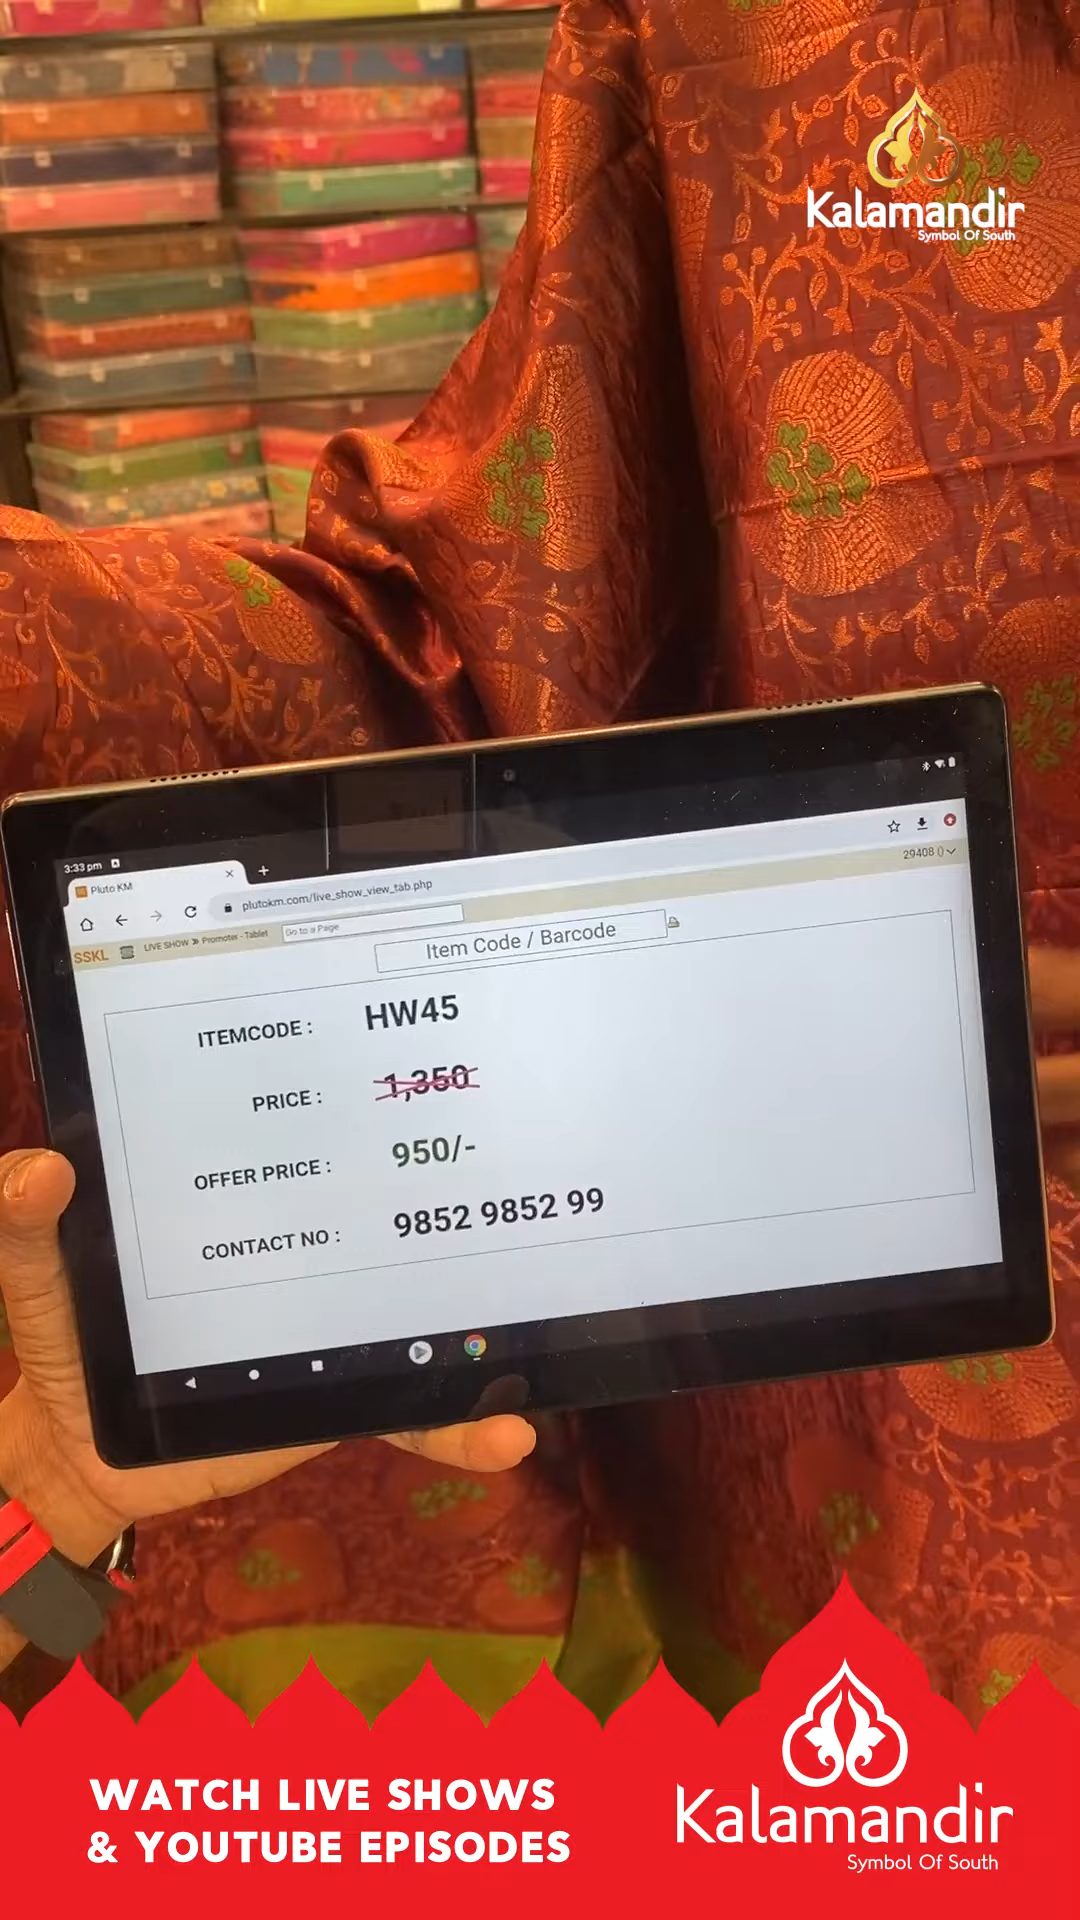 Kalamandir
Symbol Of South
3:33 pm
Pluto KM
29408 ()
plutokm.com/live_show_view_tab.php
SSKL
LIVE SHOW » Promoter - Tablet
Go to a Page
Item Code / Barcode
ITEMCODE : HW45
PRICE : 1,350
OFFER PRICE : 950/-
CONTACT NO : 9852 9852 99
WATCH LIVE SHOWS
& YOUTUBE EPISODES
Kalamandir
Symbol Of South